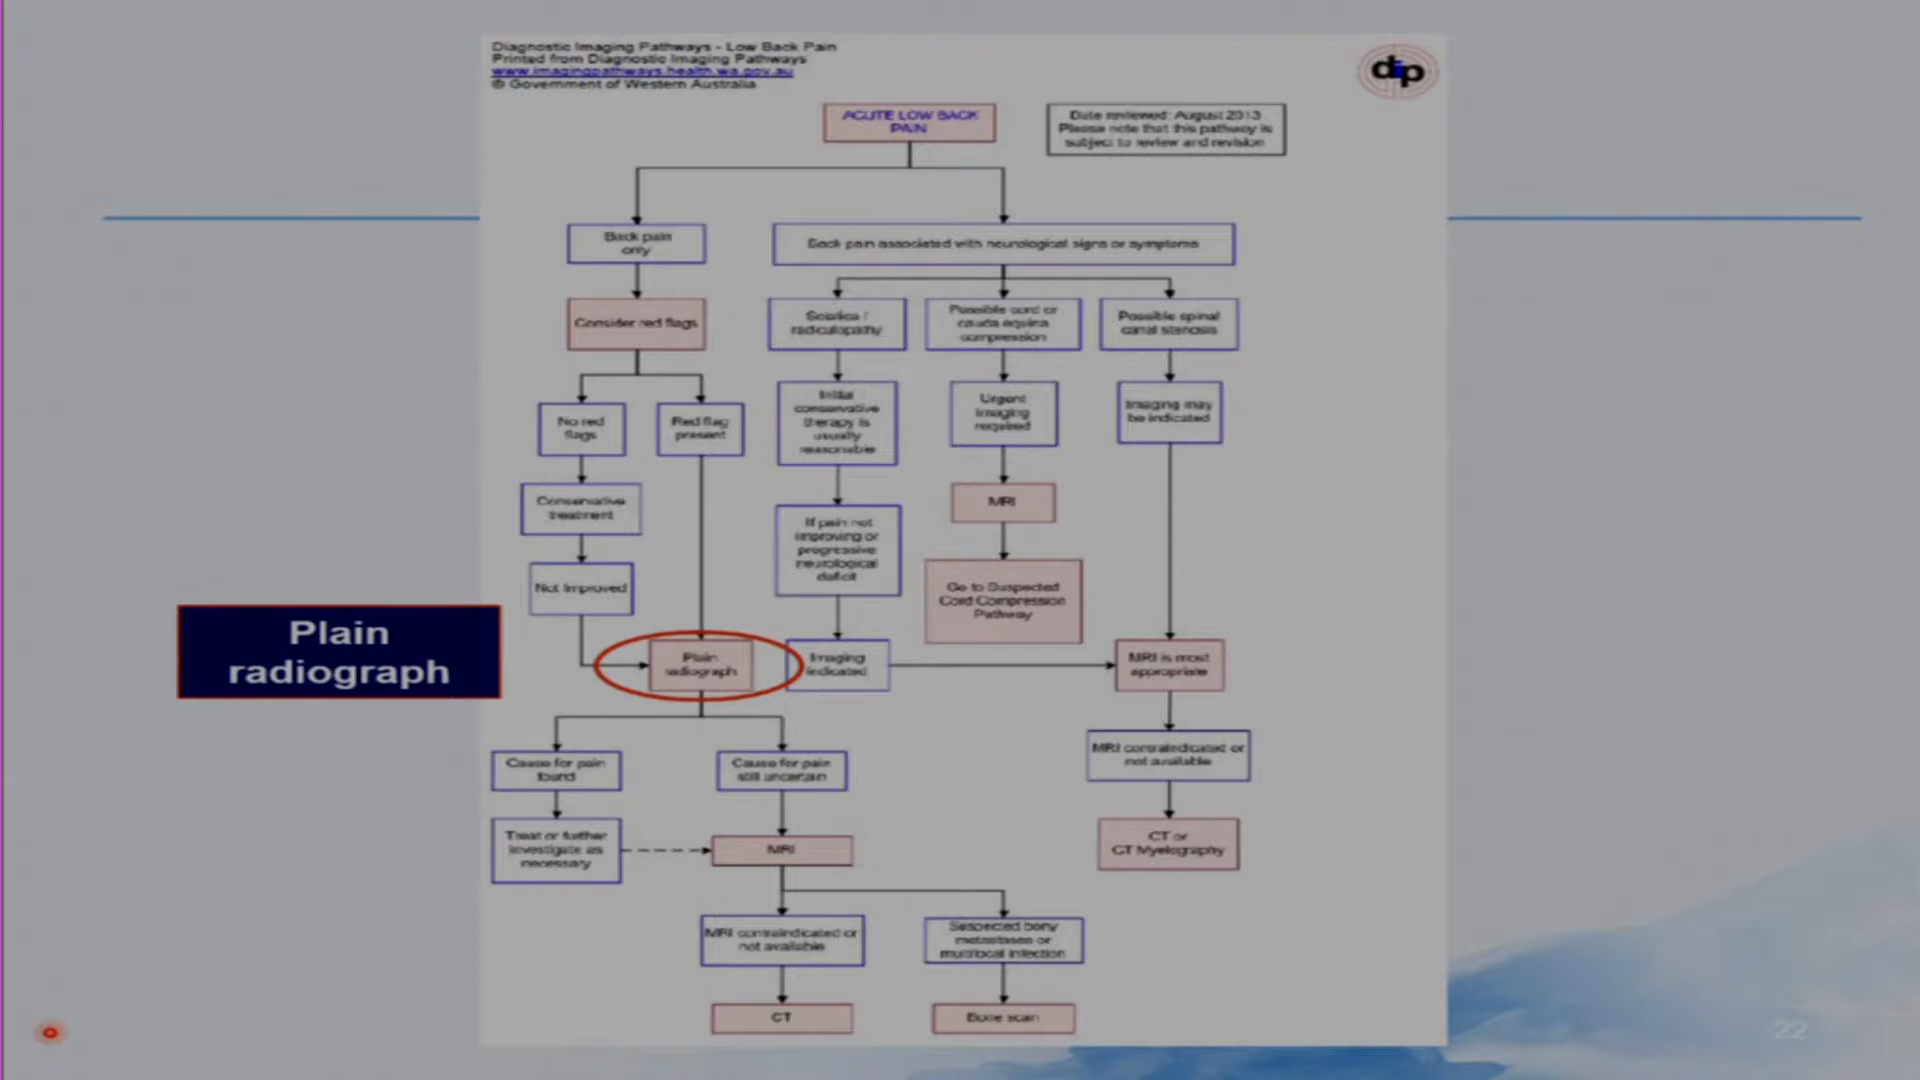 Diagnostic Imaging Pathways - Low Back Pain
Printed from Diagnostic Imaging Pathways
www.imagingpathways.health.wa.gov.au
© Government of Western Australia
dip
ACUTE LOW BACK
PAIN
Date reviewed: August 2013
Please note that this pathway is
subject to review and revision
Back pain
only
Back pain associated with neurological signs or symptoms
Consider red flags
Sciatica /
radiculopathy
Possible cord or
cauda equina
compression
Possible spinal
canal stenosis
No red
flags
Red flag
present
Initial
conservative
therapy is
usually
reasonable
Urgent
imaging
required
Imaging may
be indicated
Conservative
treatment
If pain not
improving or
progressive
neurological
deficit
MRI
Not Improved
Go to Suspected
Cord Compression
Pathway
Plain
radiograph
Plain
radiograph
Imaging
indicated
MRI is most
appropriate
Cause for pain
found
Cause for pain
still uncertain
MRI contraindicated or
not available
Treat or further
investigate as
necessary
MRI
CT or
CT Myelography
MRI contraindicated or
not available
Suspected bony
metastases or
multifocal infection
CT
Bone scan
22